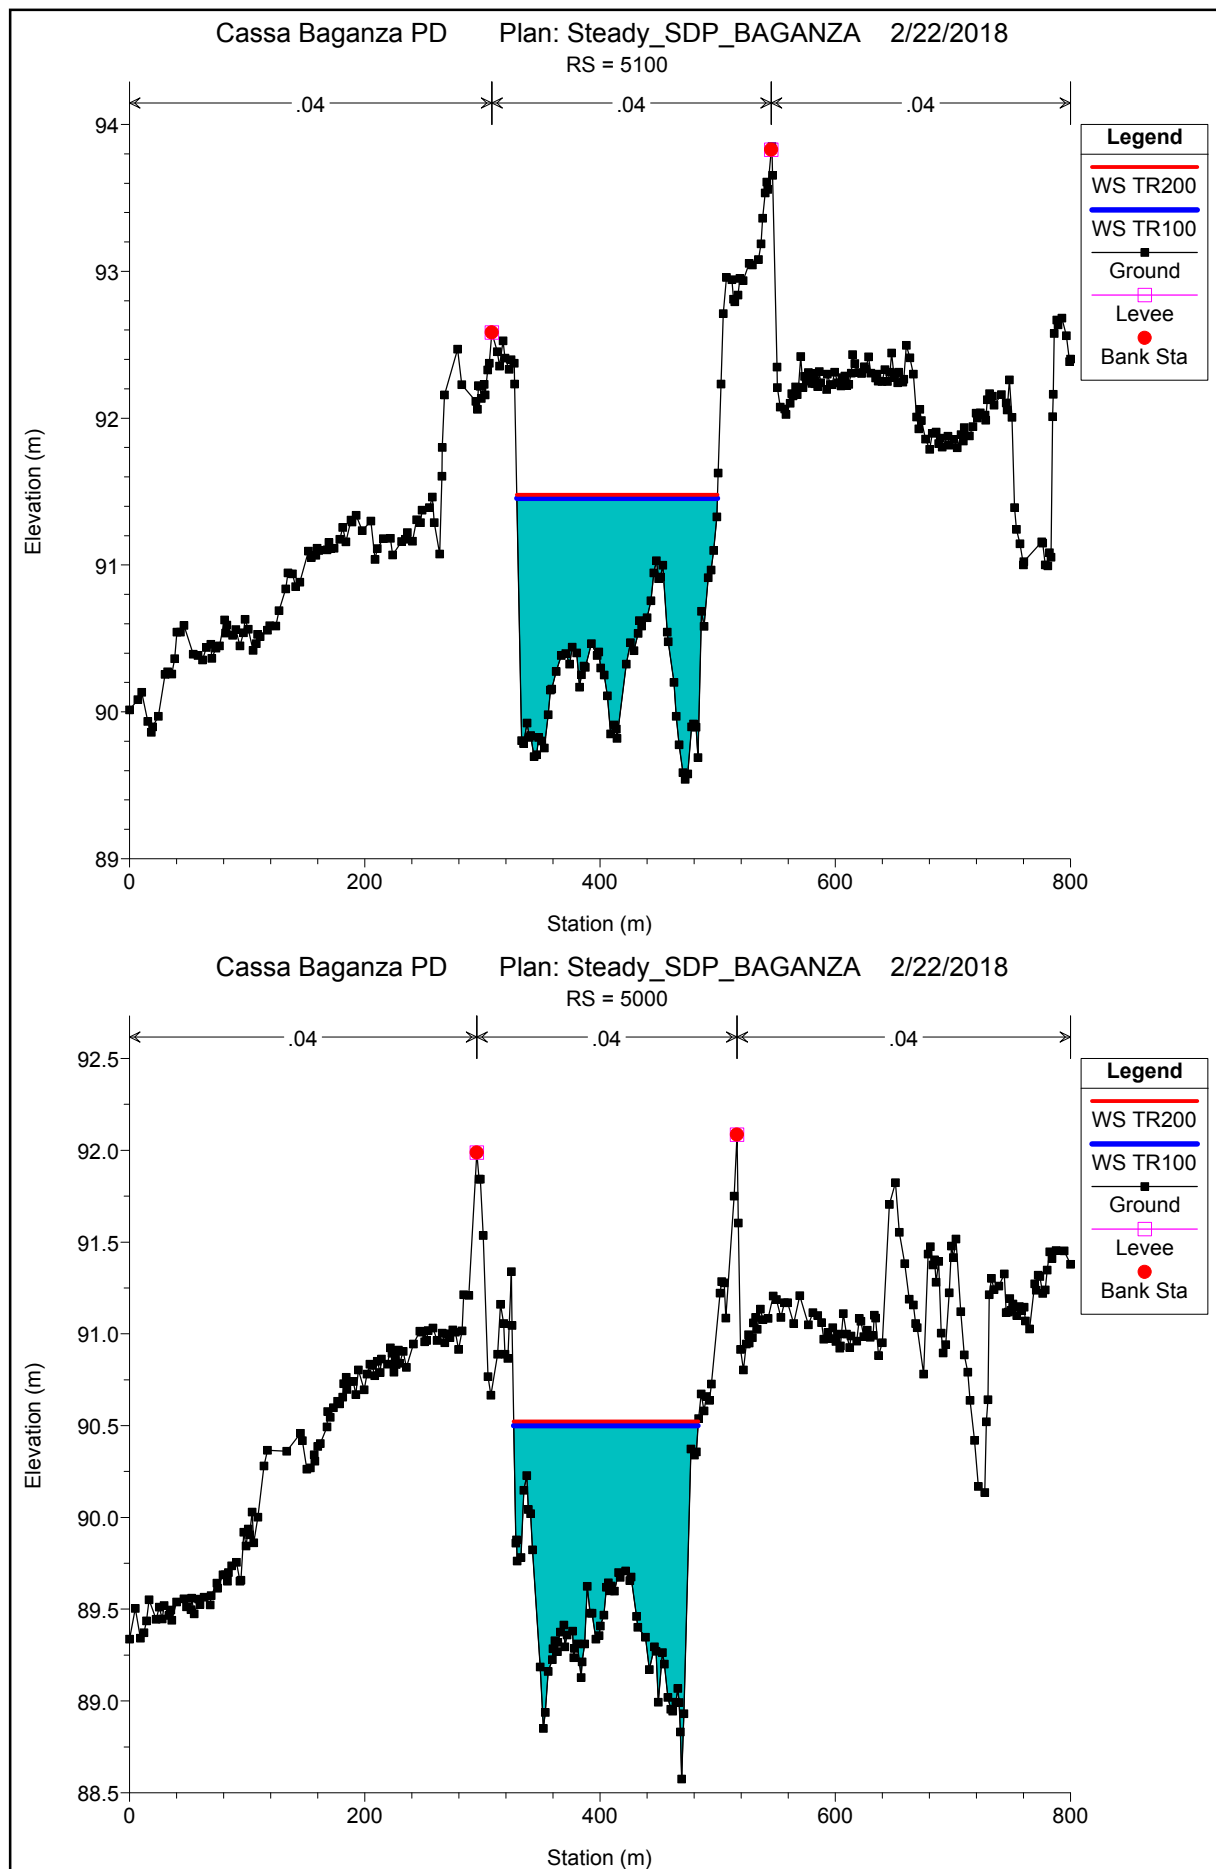 Cassa Baganza PD Plan: Steady_SDP_BAGANZA 2/22/2018
RS = 5100
.04 .04 .04
94
93
92
91
90
89
Elevation (m)
0 200 400 600 800
Station (m)
Legend
WS TR200
WS TR100
Ground
Levee
Bank Sta
Cassa Baganza PD Plan: Steady_SDP_BAGANZA 2/22/2018
RS = 5000
.04 .04 .04
92.5
92.0
91.5
91.0
90.5
90.0
89.5
89.0
88.5
Elevation (m)
0 200 400 600 800
Station (m)
Legend
WS TR200
WS TR100
Ground
Levee
Bank Sta